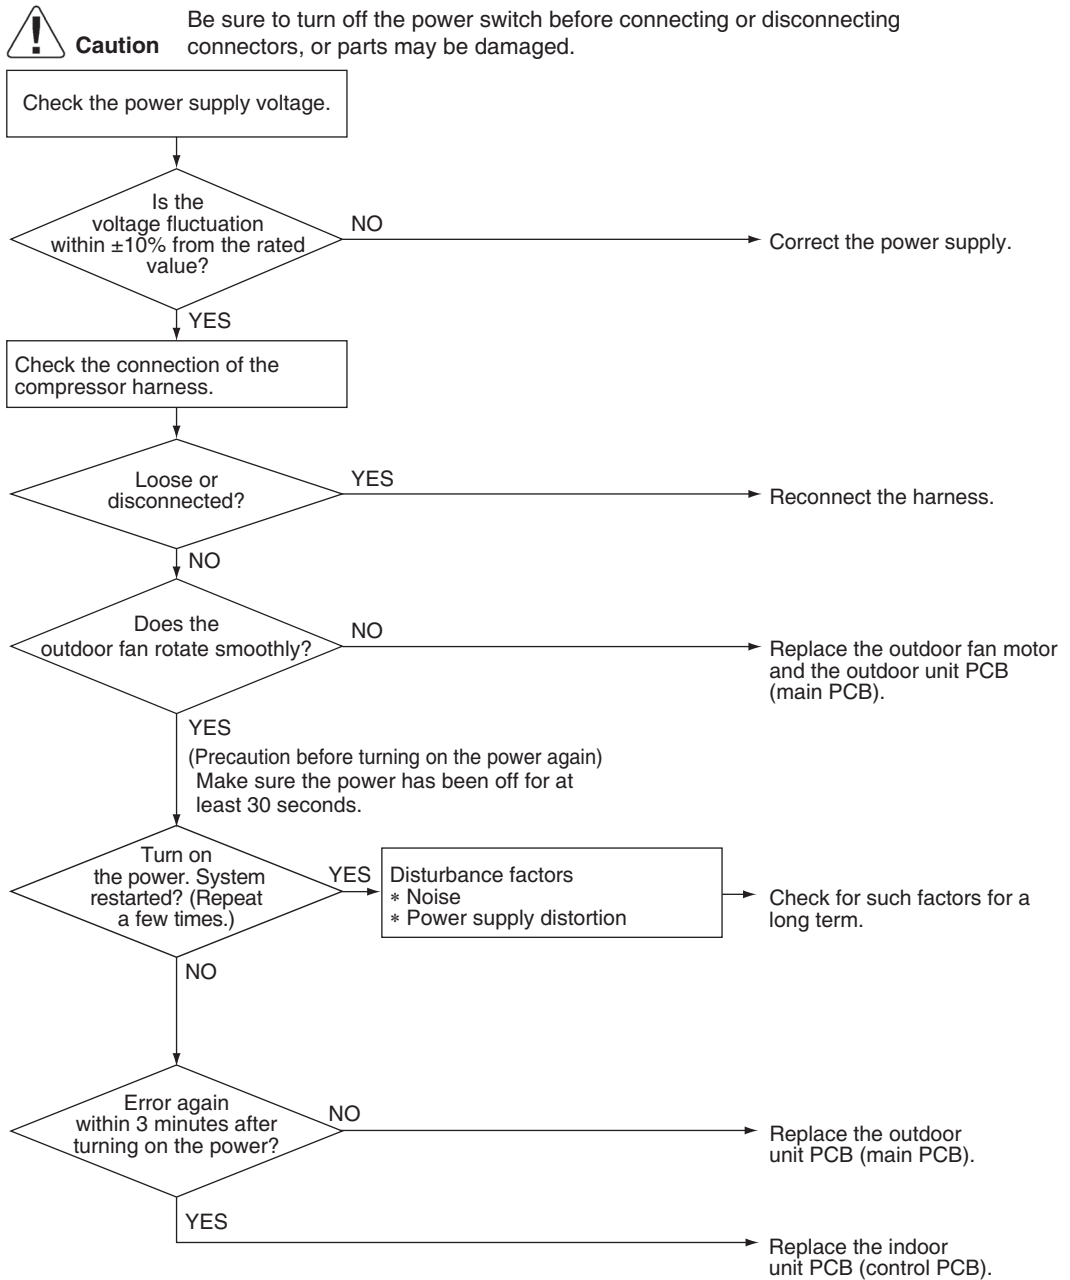 Be sure to turn off the power switch before connecting or disconnecting
Caution connectors, or parts may be damaged.
Check the power supply voltage.
Is the
voltage fluctuation
within ±10% from the rated
value?
NO
Correct the power supply.
YES
Check the connection of the
compressor harness.
Loose or
disconnected?
YES
Reconnect the harness.
NO
Does the
outdoor fan rotate smoothly?
NO
Replace the outdoor fan motor
and the outdoor unit PCB
(main PCB).
YES
(Precaution before turning on the power again)
Make sure the power has been off for at
least 30 seconds.
Turn on
the power. System
restarted? (Repeat
a few times.)
YES
Disturbance factors
* Noise
* Power supply distortion
Check for such factors for a
long term.
NO
Error again
within 3 minutes after
turning on the power?
NO
Replace the outdoor
unit PCB (main PCB).
YES
Replace the indoor
unit PCB (control PCB).